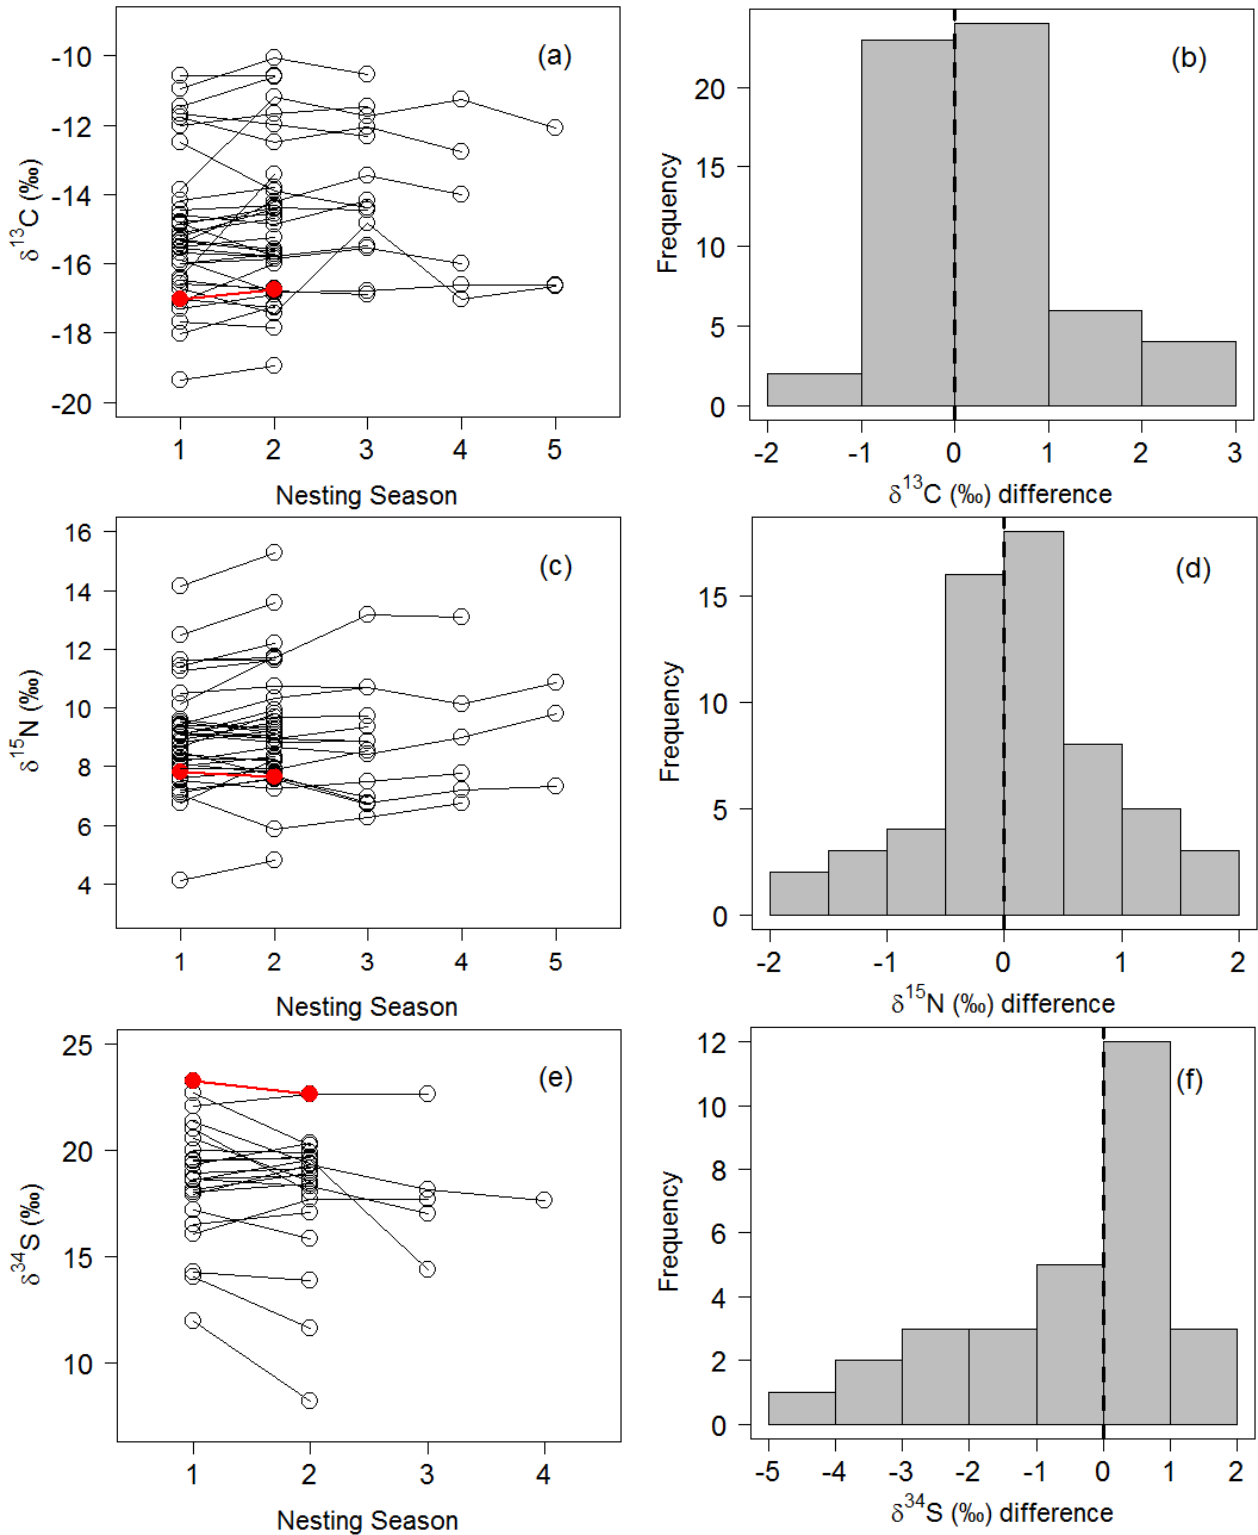 (a)
δ13C (‰)
-10
-12
-14
-16
-18
-20
1 2 3 4 5
Nesting Season
(b)
Frequency
20
15
10
5
0
-2 -1 0 1 2 3
δ13C (‰) difference
(c)
δ15N (‰)
16
14
12
10
8
6
4
1 2 3 4 5
Nesting Season
(d)
Frequency
15
10
5
0
-2 -1 0 1 2
δ15N (‰) difference
(e)
δ34S (‰)
25
20
15
10
1 2 3 4
Nesting Season
(f)
Frequency
12
10
8
6
4
2
0
-5 -4 -3 -2 -1 0 1 2
δ34S (‰) difference